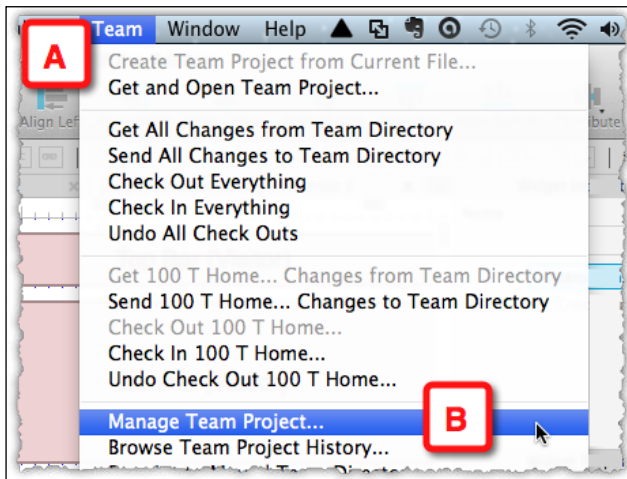 A
Team Window Help
Create Team Project from Current File...
Get and Open Team Project...
Align Lef
ribute
Get All Changes from Team Directory
Send All Changes to Team Directory
Check Out Everything
Check In Everything
Undo All Check Outs
Get 100 T Home... Changes from Team Directory
Send 100 T Home... Changes to Team Directory
Check Out 100 T Home...
Check In 100 T Home...
Undo Check Out 100 T Home...
Manage Team Project...
B
Browse Team Project History...